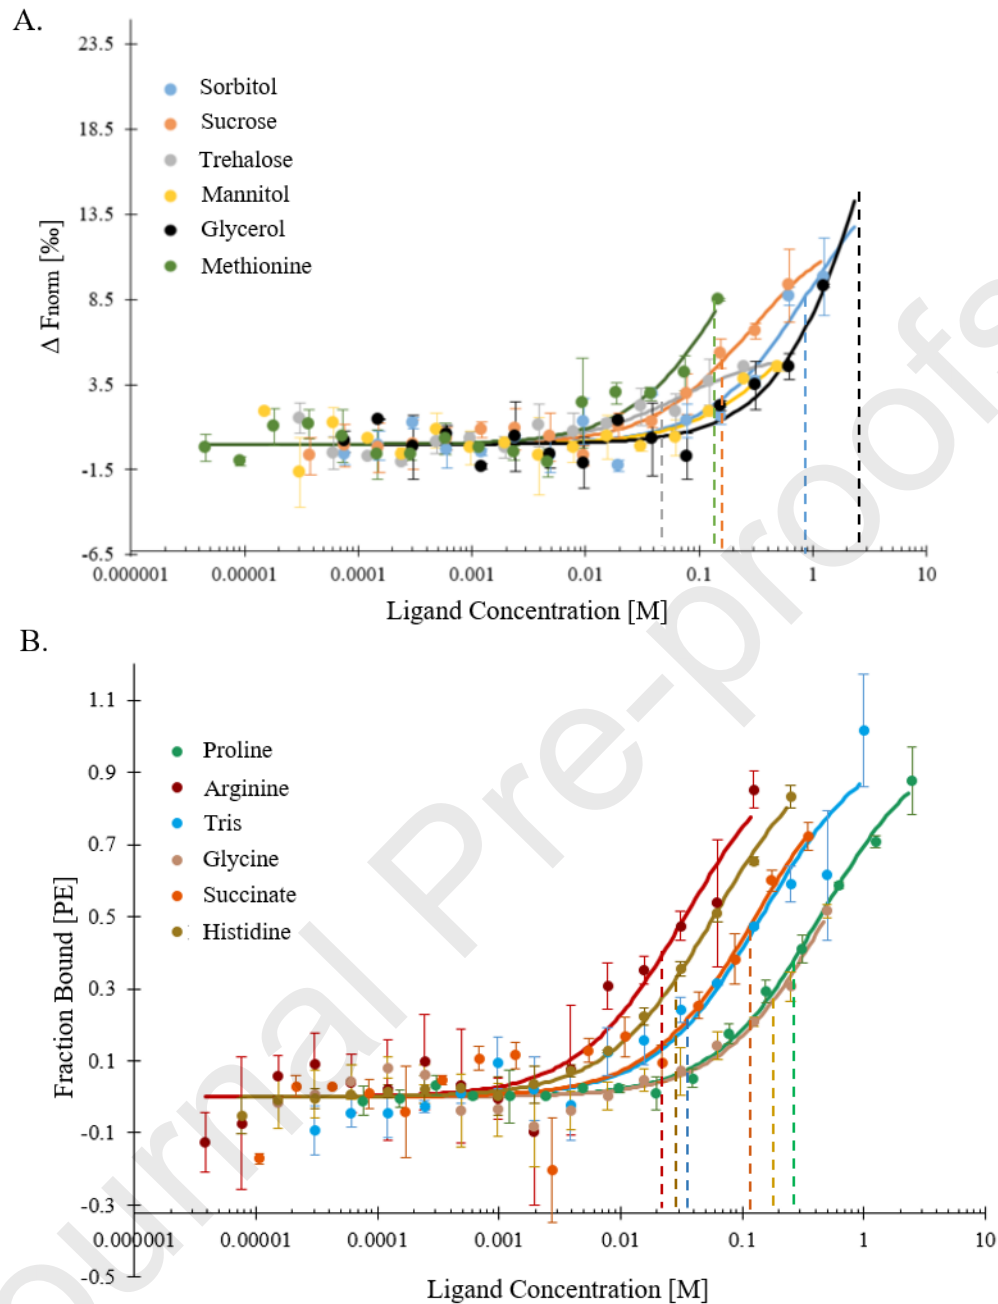 A.
23.5
18.5
13.5
8.5
3.5
-1.5
-6.5
Δ Fnorm [‰]
Sorbitol
Sucrose
Trehalose
Mannitol
Glycerol
Methionine
0.000001 0.00001 0.0001 0.001 0.01 0.1 1 10
Ligand Concentration [M]
B.
1.1
0.9
0.7
0.5
0.3
0.1
-0.1
-0.3
-0.5
Fraction Bound [PE]
Proline
Arginine
Tris
Glycine
Succinate
Histidine
0.0000001 0.00001 0.0001 0.001 0.01 0.1 1 10
Ligand Concentration [M]
ournal Pre-proofs